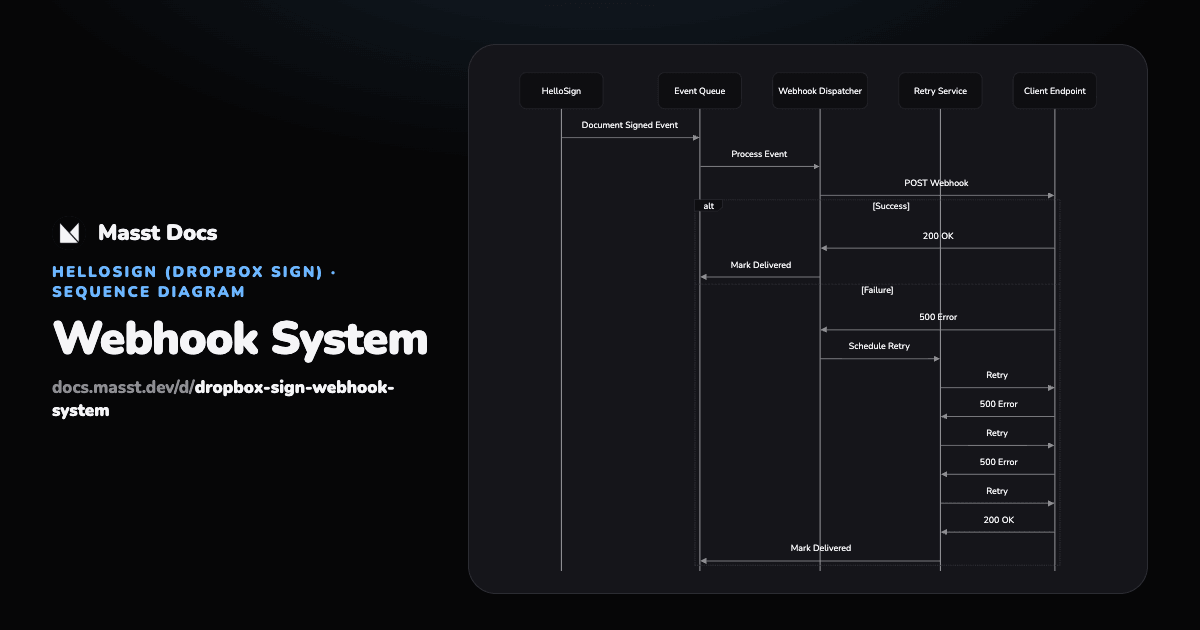 Masst Docs
HELLOSIGN (DROPBOX SIGN) ·
SEQUENCE DIAGRAM
Webhook System
docs.masst.dev/d/dropbox-sign-webhook-
system
HelloSign
Event Queue
Webhook Dispatcher
Retry Service
Client Endpoint
Document Signed Event
Process Event
POST Webhook
alt
[Success]
200 OK
Mark Delivered
[Failure]
500 Error
Schedule Retry
Retry
500 Error
Retry
500 Error
Retry
200 OK
Mark Delivered